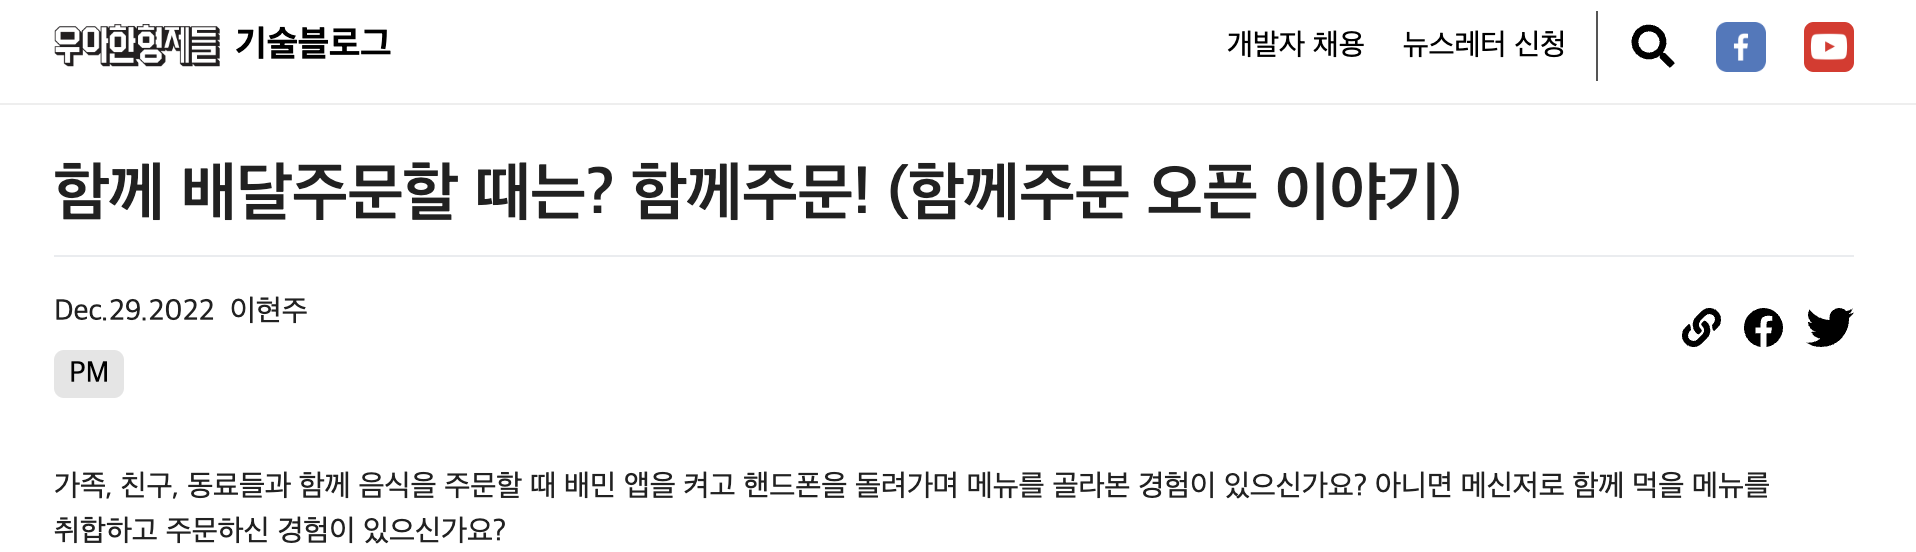 우아한형제들 기술블로그
개발자 채용 뉴스레터 신청
함께 배달주문할 때는? 함께주문! (함께주문 오픈 이야기)
Dec.29.2022 이현주
PM
가족, 친구, 동료들과 함께 음식을 주문할 때 배민 앱을 켜고 핸드폰을 돌려가며 메뉴를 골라본 경험이 있으신가요? 아니면 메신저로 함께 먹을 메뉴를
취합하고 주문하신 경험이 있으신가요?